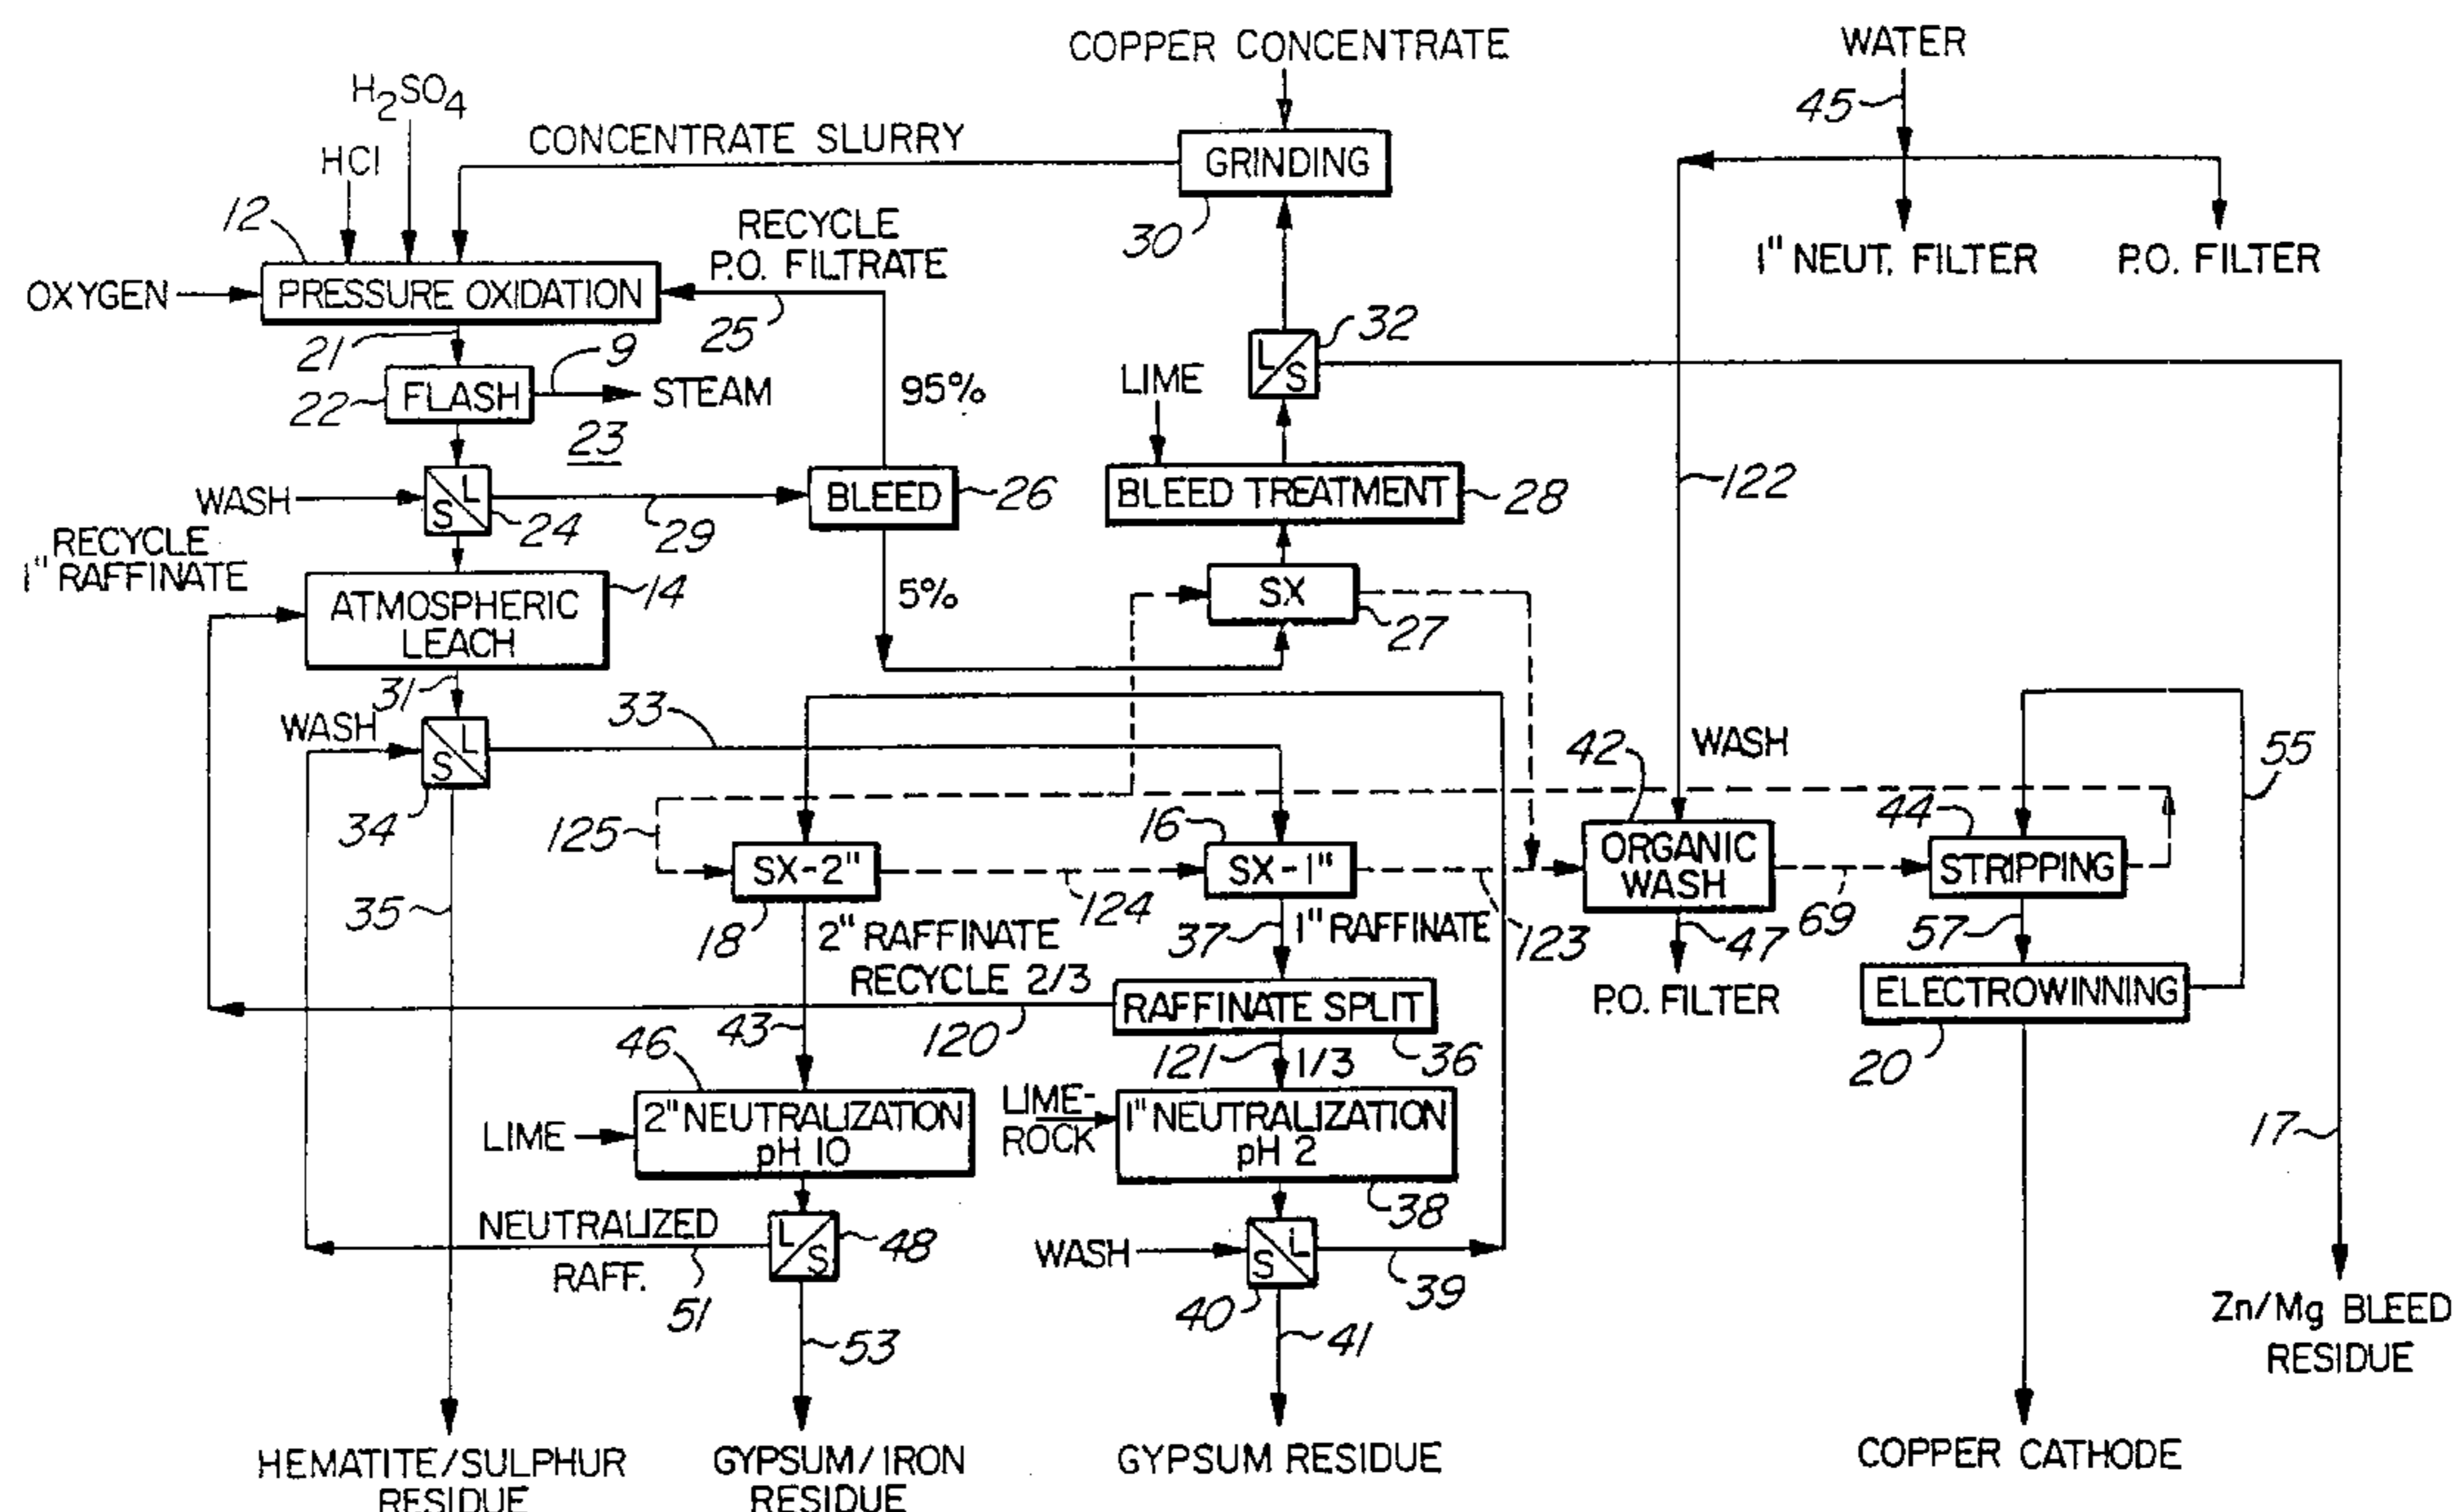 COPPER CONCENTRATE
WATER
45
H2SO4
HCl
CONCENTRATE SLURRY
GRINDING
30
12
RECYCLE
P.O. FILTRATE
1" NEUT. FILTER
P.O. FILTER
OXYGEN
PRESSURE OXIDATION
25
21
9
32
L/S
FLASH
22
STEAM
23
95%
LIME
WASH
S/L
24
29
BLEED
26
BLEED TREATMENT
28
122
RECYCLE
1" RAFFINATE
ATMOSPHERIC
LEACH
14
5%
SX
27
31
WASH
S/L
34
33
42
WASH
55
125
16
44
SX-2"
18
124
SX-1"
123
ORGANIC
WASH
69
STRIPPING
35
2" RAFFINATE
37
1" RAFFINATE
47
57
RECYCLE 2/3
P.O. FILTER
RAFFINATE SPLIT
36
ELECTROWINNING
20
43
120
121
1/3
46
LIME
2" NEUTRALIZATION
pH 10
LIME-
ROCK
1" NEUTRALIZATION
pH 2
38
17
NEUTRALIZED
RAFF.
51
L/S
48
WASH
S/L
40
39
53
41
Zn/Mg BLEED
RESIDUE
HEMATITE/SULPHUR
RESIDUE
GYPSUM/IRON
RESIDUE
GYPSUM RESIDUE
COPPER CATHODE